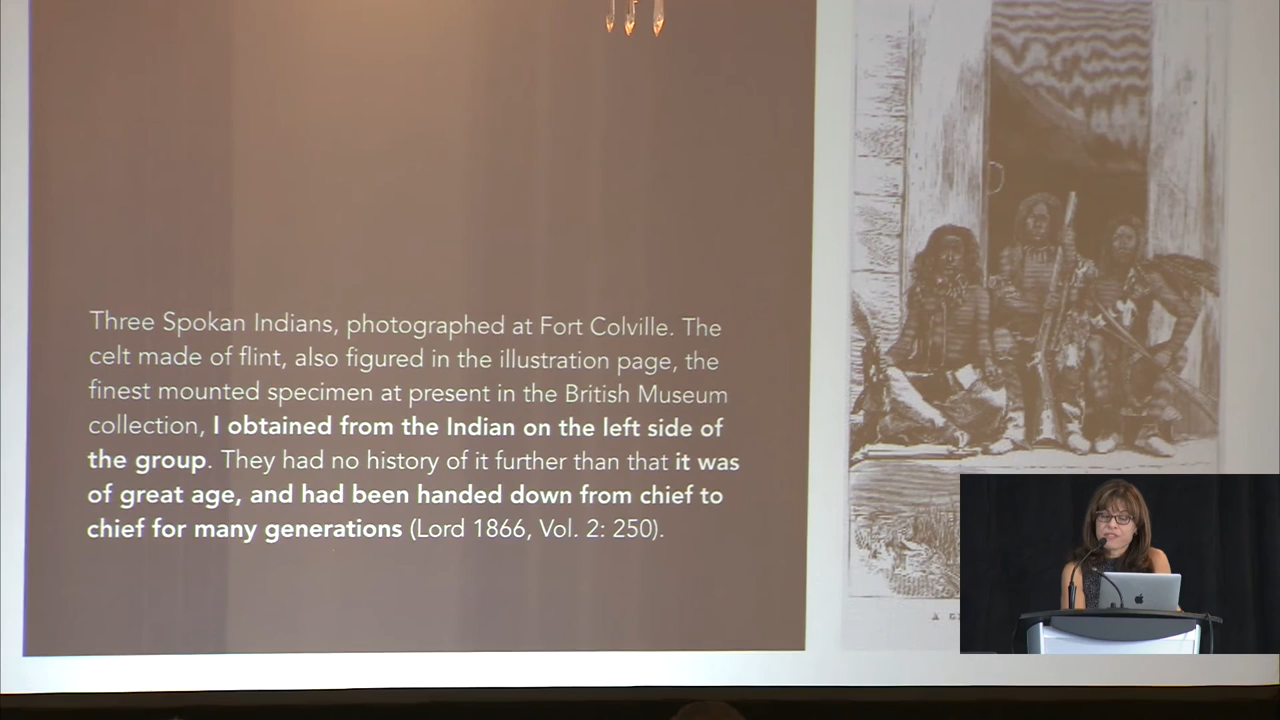 Three Spokan Indians, photographed at Fort Colville. The
celt made of flint, also figured in the illustration page, the
finest mounted specimen at present in the British Museum
collection, I obtained from the Indian on the left side of
the group. They had no history of it further than that it was
of great age, and had been handed down from chief to
chief for many generations (Lord 1866, Vol. 2: 250).